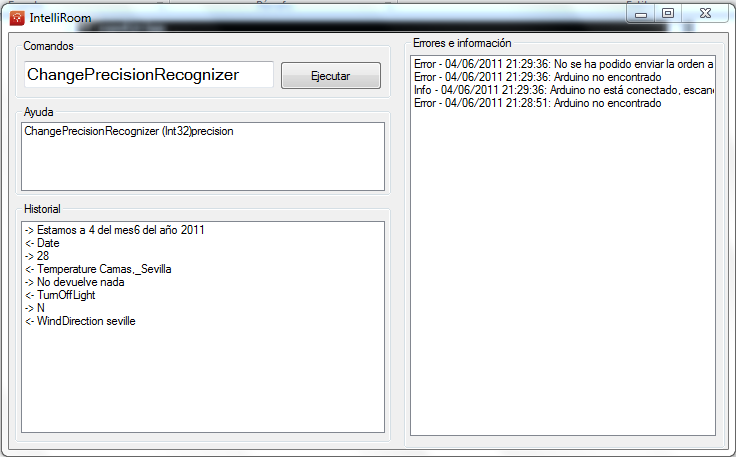 IntelliRoom
Comandos
ChangePrecisionRecognizer
Ejecutar
Ayuda
ChangePrecisionRecognizer (Int32)precision
Historial
-> Estamos a 4 del mes6 del año 2011
<- Date
-> 28
<- Temperature Camas,_Sevilla
-> No devuelve nada
<- TurnOffLight
-> N
<- WindDirection seville
Errores e información
Error - 04/06/2011 21:29:36: No se ha podido enviar la orden a
Error - 04/06/2011 21:29:36: Arduino no encontrado
Info - 04/06/2011 21:29:36: Arduino no está conectado, escane
Error - 04/06/2011 21:28:51: Arduino no encontrado